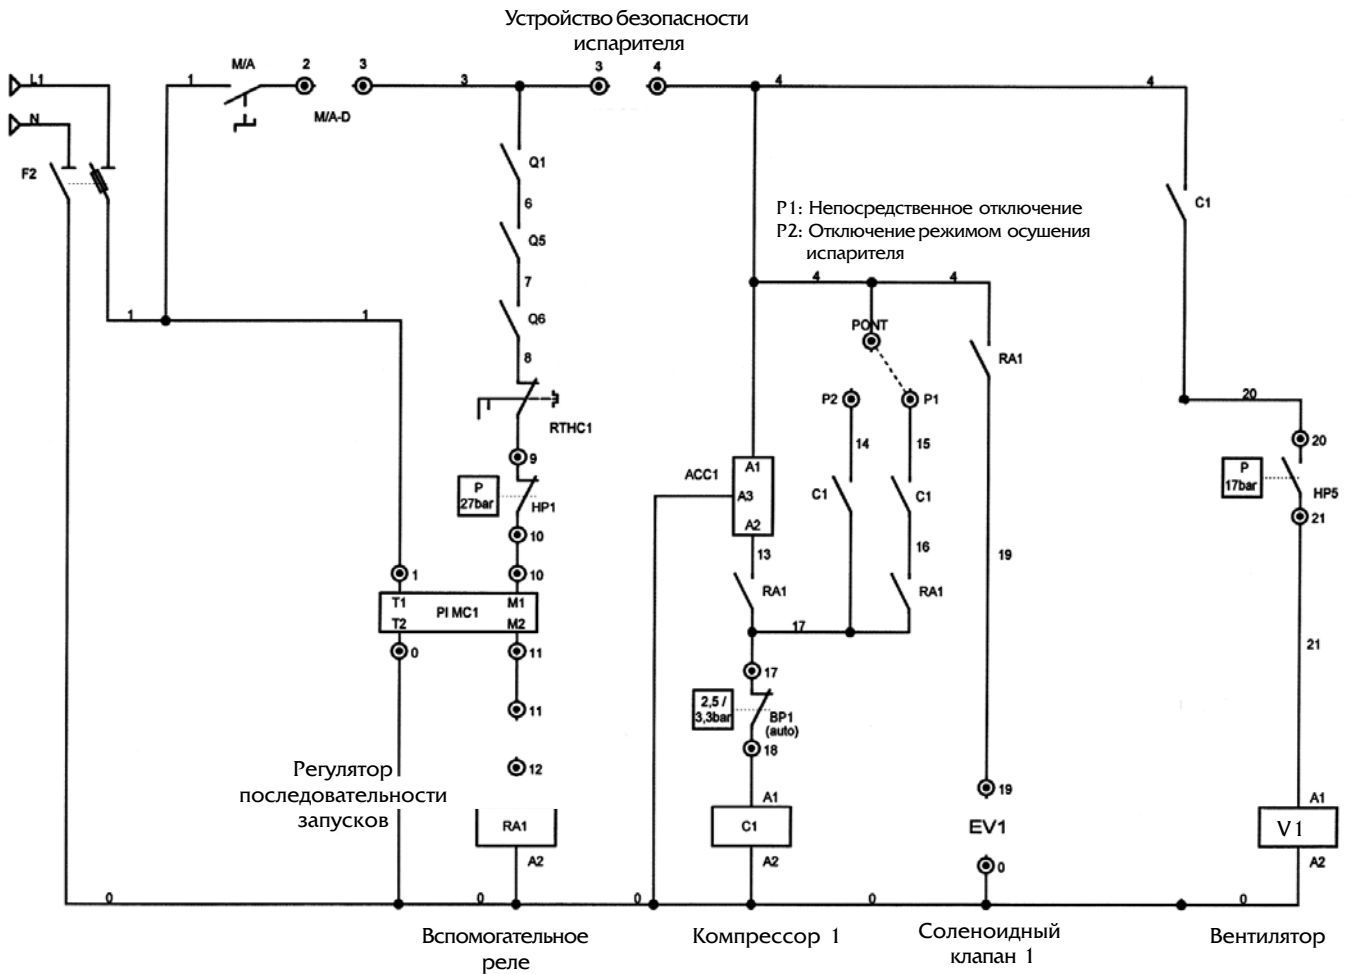 Устройство безопасности
испарителя
L1
1
M/A
2
3
3
3
4
4
4
N
M/A-D
F2
Q1
6
Q5
7
Q6
8
P1: Непосредственное отключение
P2: Отключение режимом осушения
испарителя
C1
4
4
1
1
PONT
RA1
RTHC1
P2
P1
20
20
9
14
15
P
27bar
HP1
ACC1
A1
A3
A2
C1
C1
P
17bar
HP5
21
10
10
1
13
16
19
RA1
RA1
T1
M1
PI MC1
T2
M2
0
11
17
21
11
17
2,5 /
3,3bar
BP1
(auto)
18
12
19
Регулятор
последовательности
запусков
RA1
A2
A1
C1
A2
EV1
0
A1
V1
A2
0
0
0
0
0
Вспомогательное
реле
Компрессор 1
Соленоидный
клапан 1
Вентилятор